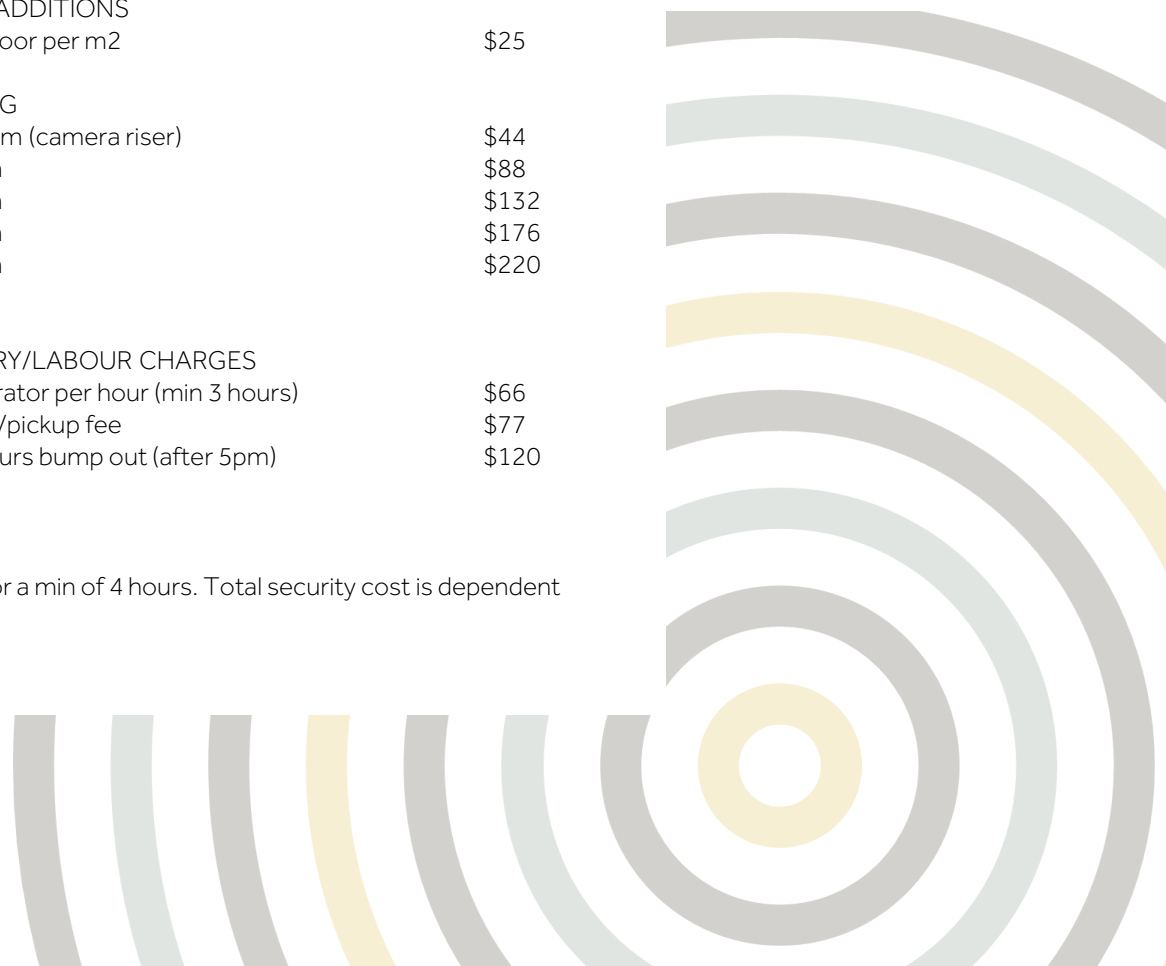 ADDITIONS
oor per m2 $25
G
m (camera riser) $44
$88
$132
$176
$220
RY/LABOUR CHARGES
rator per hour (min 3 hours) $66
/pickup fee $77
urs bump out (after 5pm) $120
or a min of 4 hours. Total security cost is dependent